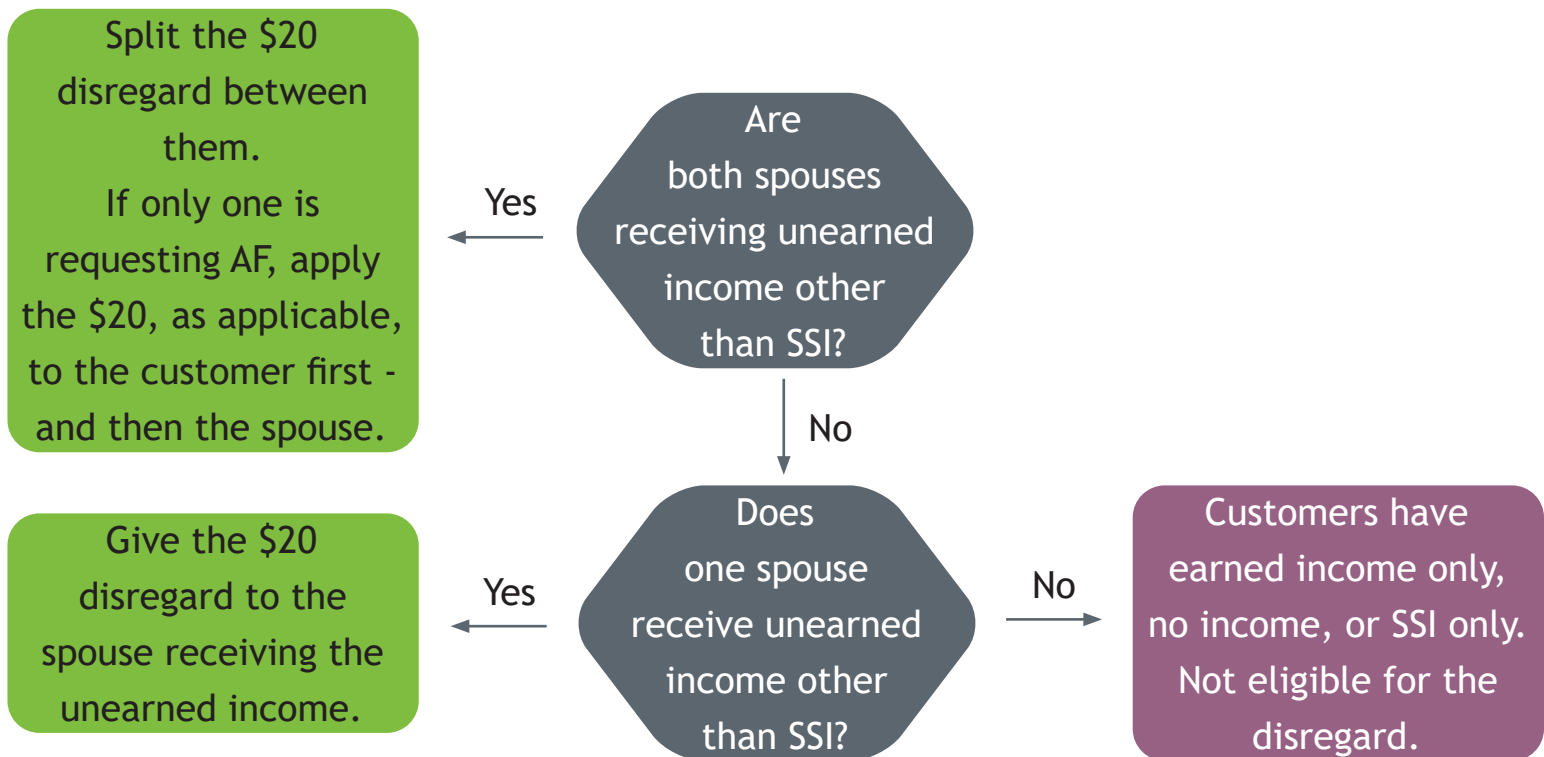 Split the $20
disregard between
them.
If only one is
requesting AF, apply
the $20, as applicable,
to the customer first -
and then the spouse.
Yes
Are
both spouses
receiving unearned
income other
than SSI?
No
Give the $20
disregard to the
spouse receiving the
unearned income.
Yes
Does
one spouse
receive unearned
income other
than SSI?
No
Customers have
earned income only,
no income, or SSI only.
Not eligible for the
disregard.